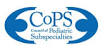 CoPS
Council of Pediatric
Subspecialties